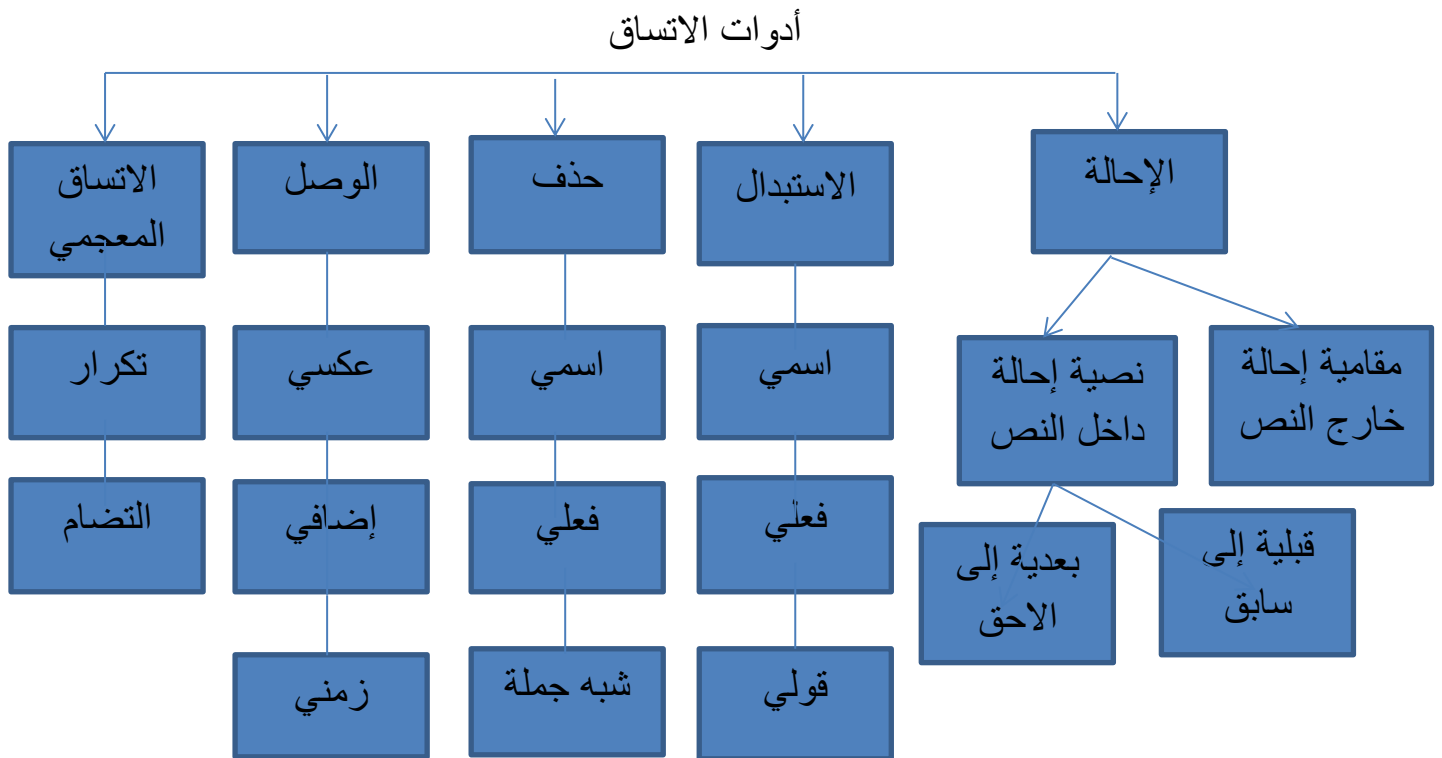 أدوات الاتساق
الإحالة
الاستبدال
حذف
الوصل
الاتساق
المعجمي
مقامية إحالة
خارج النص
نصية إحالة
داخل النص
اسمي
اسمي
عكسي
تكرار
قبلية إلى
سابق
بعدية إلى
الاحق
فعلي
فعلي
إضافي
التضام
قولي
شبه جملة
زمني